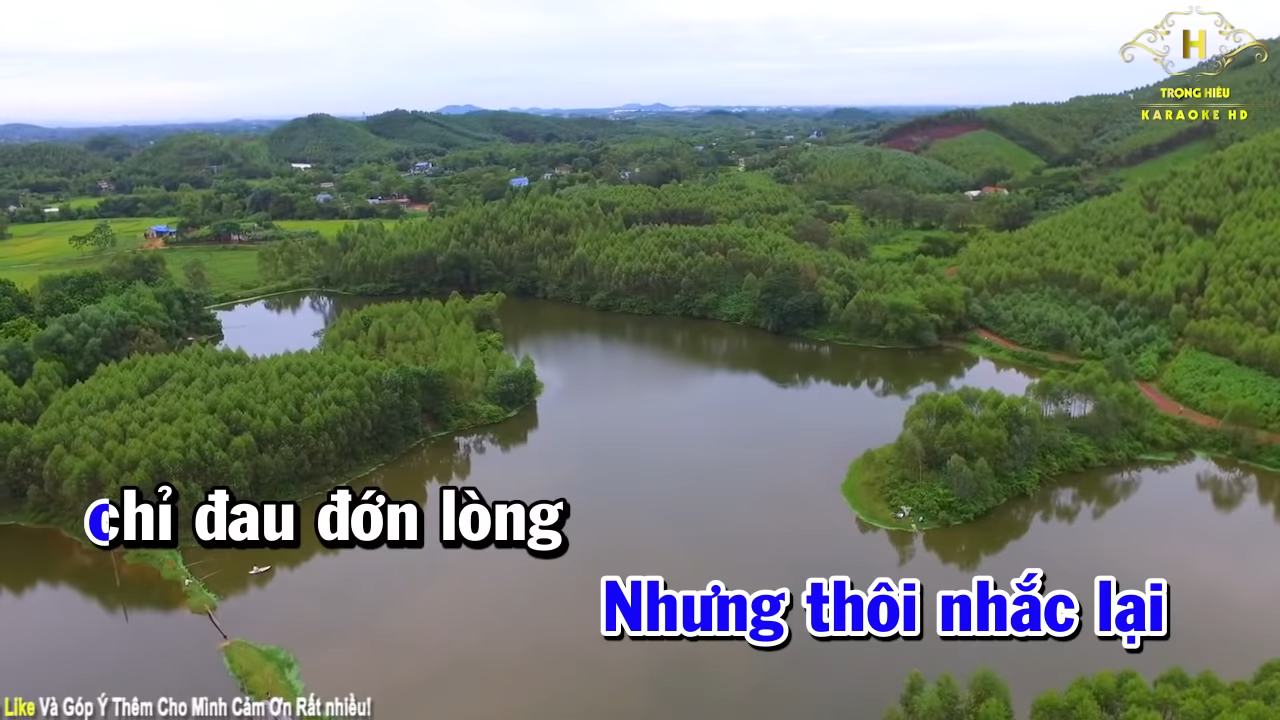 H
TRỌNG HIẾU
KARAOKE HD
chỉ đau đớn lòng
Nhưng thôi nhắc lại
Like Và Góp Ý Thêm Cho Mình Cảm Ơn Rất nhiều!